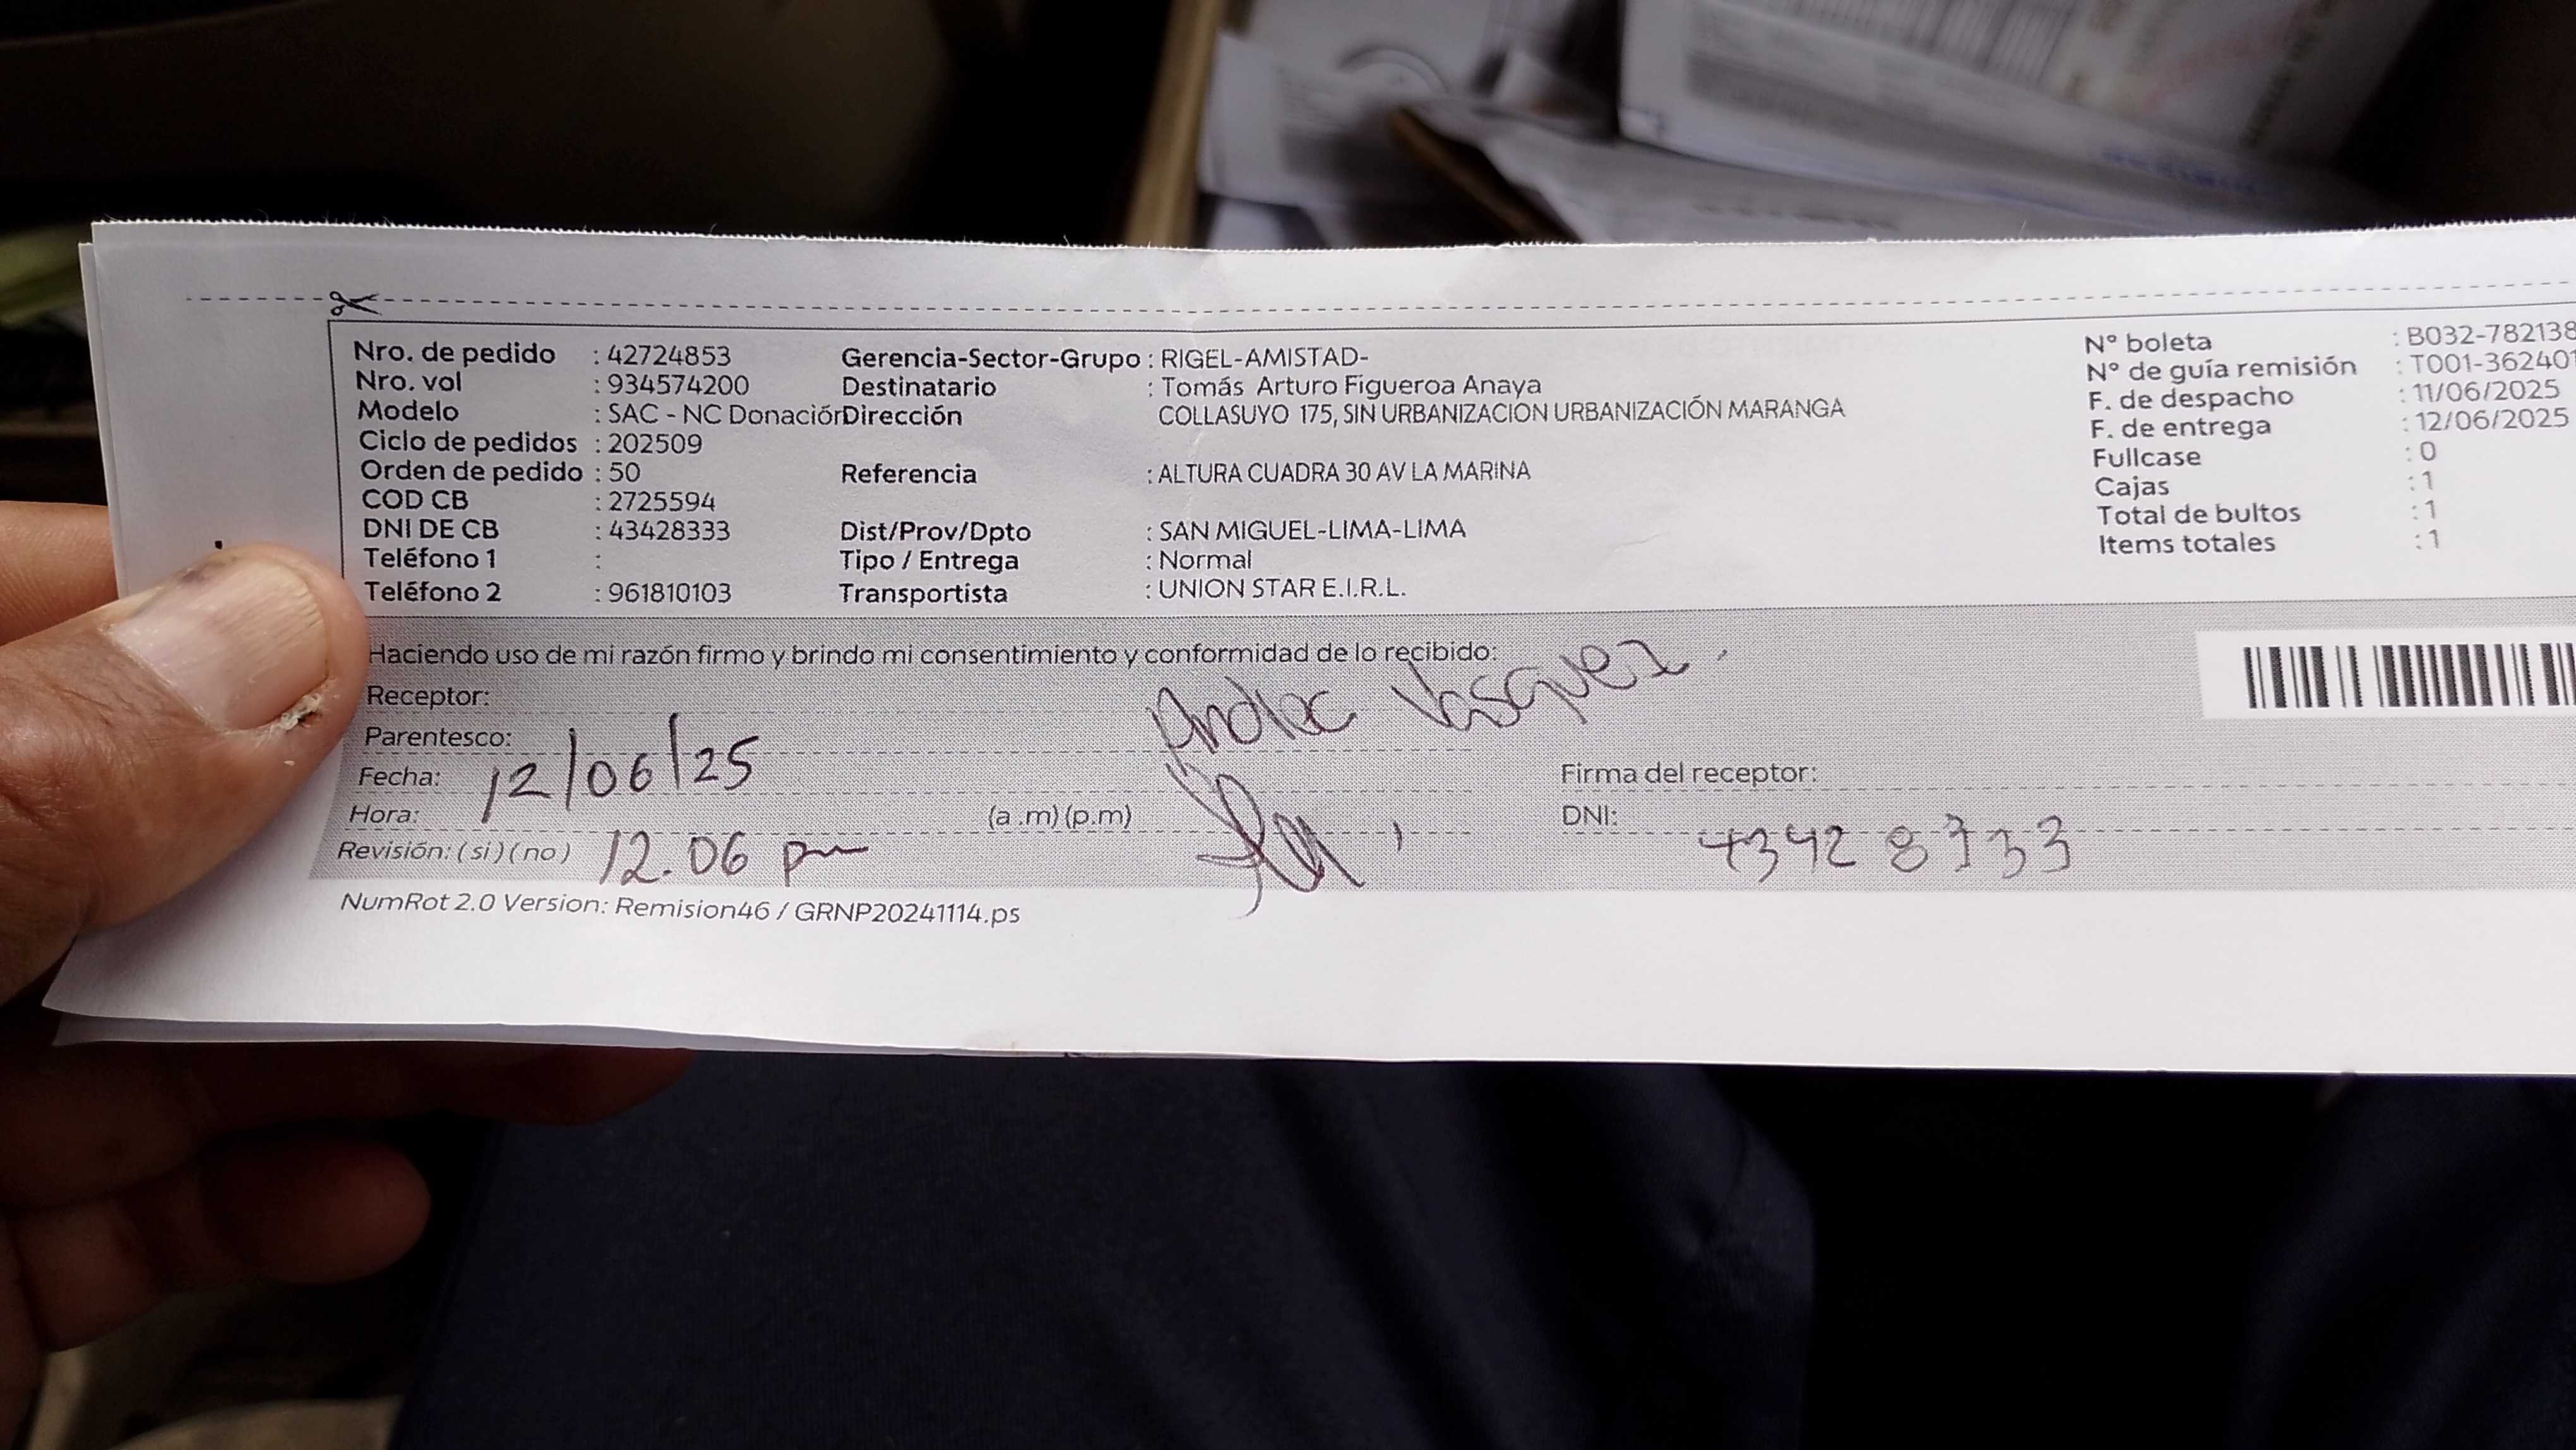 Nro. de pedido : 42724853 Gerencia-Sector-Grupo : RIGEL-AMISTAD- N° boleta : B032-782138
Nro. vol : 934574200 Destinatario : Tomás Arturo Figueroa Anaya N° de guía remisión : T001-362401
Modelo : SAC - NC Donación Dirección COLLASUYO 175, SIN URBANIZACION URBANIZACIÓN MARANGA F. de despacho : 11/06/2025
Ciclo de pedidos : 202509 F. de entrega : 12/06/2025
Orden de pedido : 50 Referencia : ALTURA CUADRA 30 AV LA MARINA Fullcase : 0
COD CB : 2725594 Cajas : 1
DNI DE CB : 43428333 Dist/Prov/Dpto : SAN MIGUEL-LIMA-LIMA Total de bultos : 1
Teléfono 1 : Tipo / Entrega : Normal Items totales : 1
Teléfono 2 : 961810103 Transportista : UNION STAR E.I.R.L.
Haciendo uso de mi razón firmo y brindo mi consentimiento y conformidad de lo recibido:
Receptor: Vasquez
Parentesco:
Fecha: 12/06/25 Firma del receptor:
Hora: (a .m) (p.m) DNI: 43428333
Revisión: (si) (no) 12.06 pm
NumRot 2.0 Version: Remision46 / GRNP20241114.ps